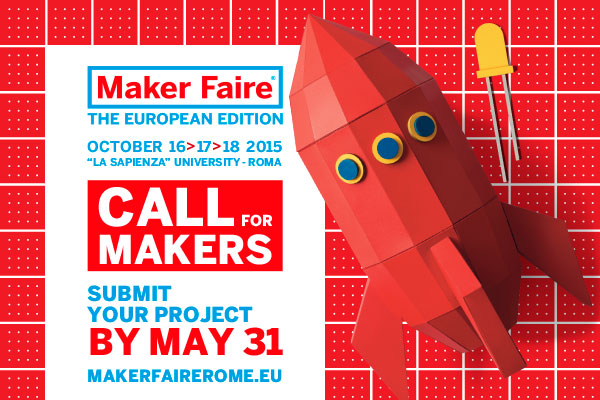 Maker Faire®
THE EUROPEAN EDITION
OCTOBER 16>17>18 2015
“LA SAPIENZA” UNIVERSITY - ROMA
CALL FOR
MAKERS
SUBMIT
YOUR PROJECT
BY MAY 31
MAKERFAIREROME.EU